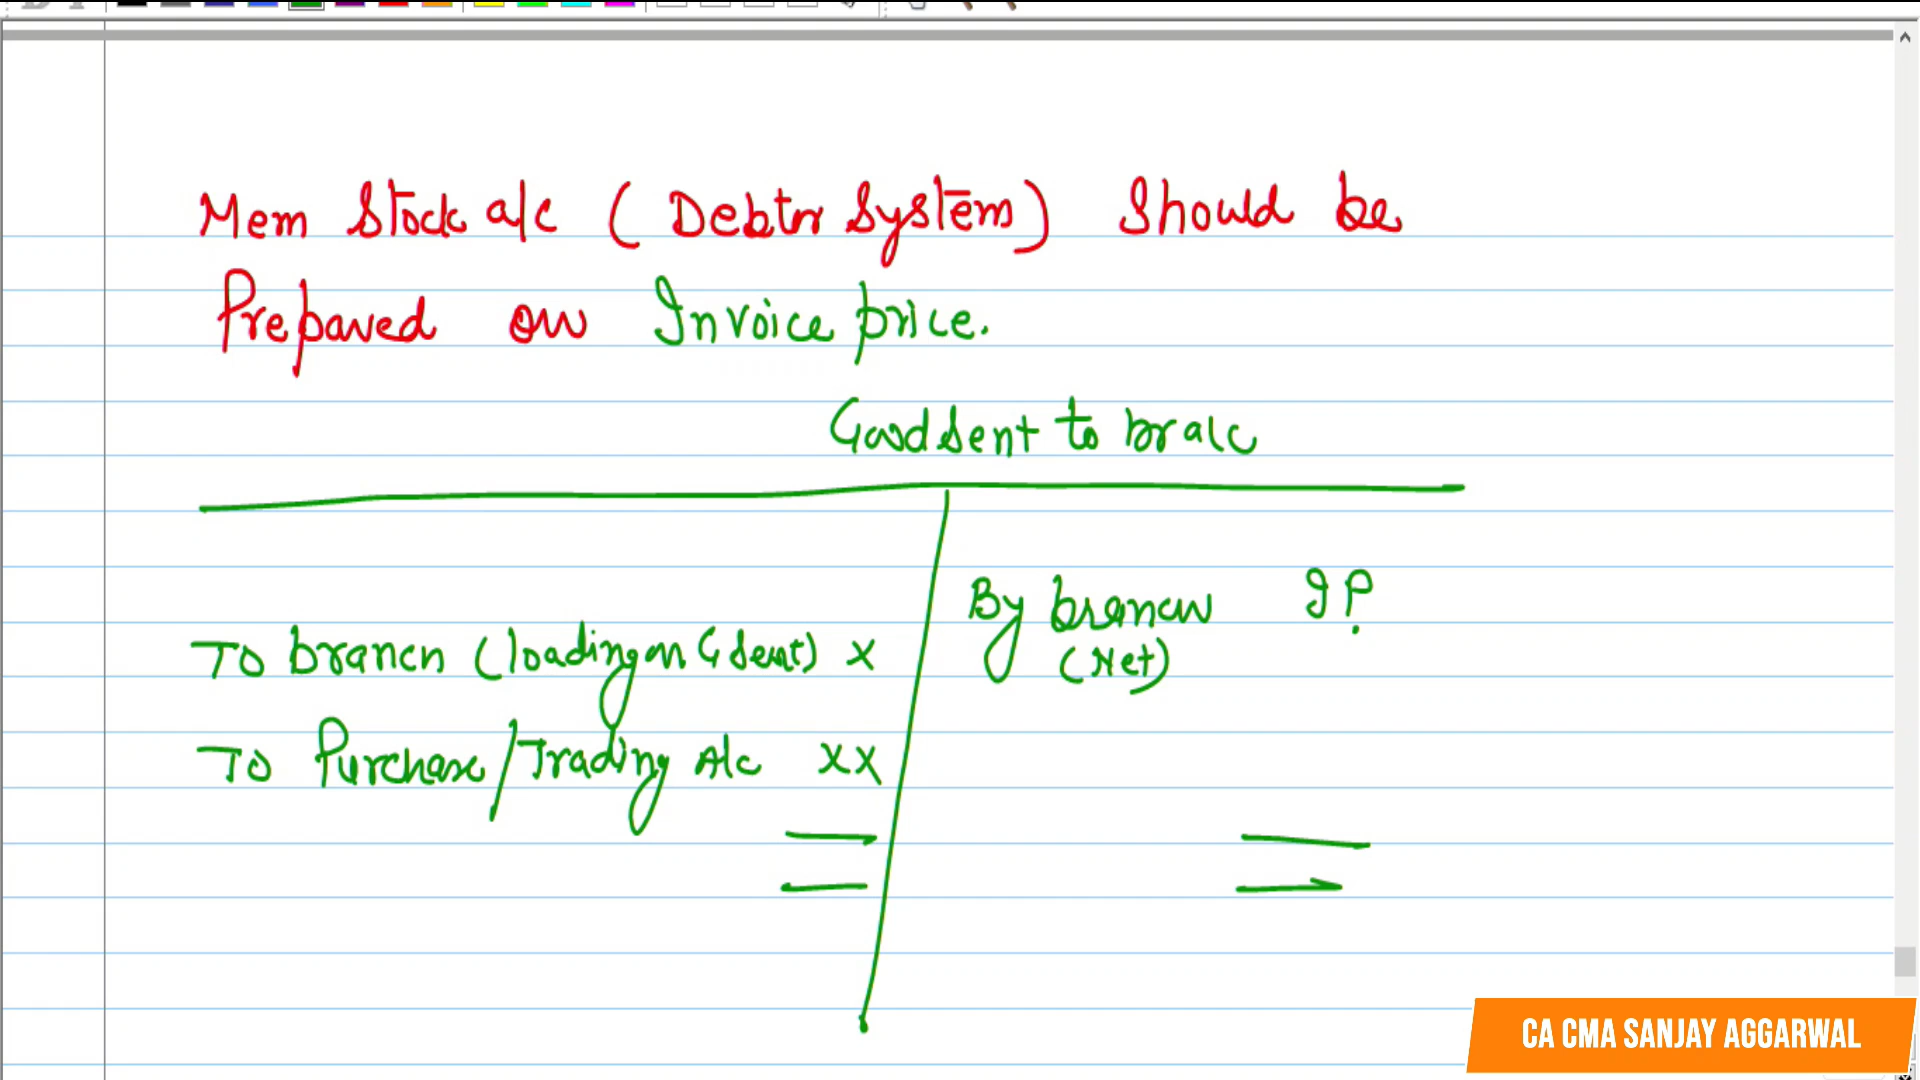 Mem Stock a/c (Debtor System) Should be
Prepared on Invoice price.
Good Sent to br a/c
By branch I P.
(Net)
To branch (loading on G Sent) x
To Purchase/Trading A/c xx
CA CMA SANJAY AGGARWAL